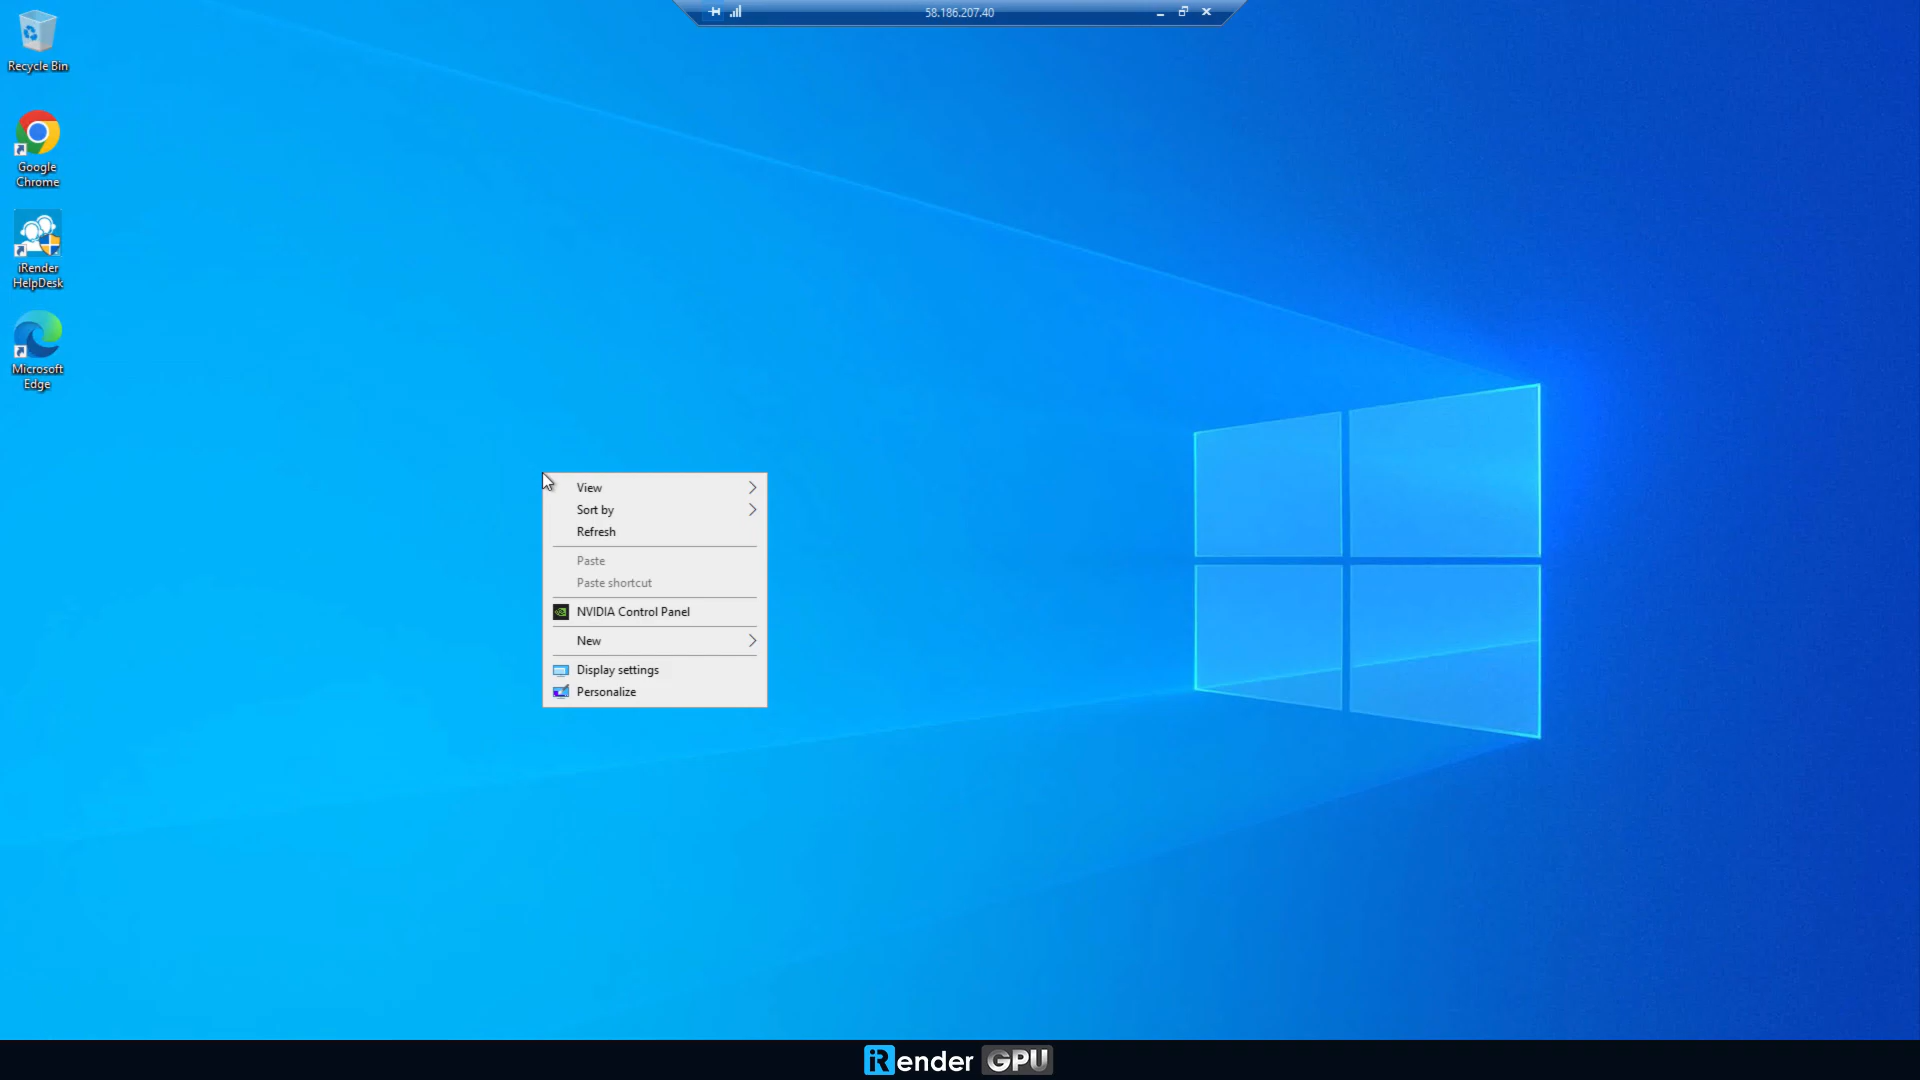 58.186.207.40
Recycle Bin
Google
Chrome
iRender
HelpDesk
Microsoft
Edge
View
Sort by
Refresh
Paste
Paste shortcut
NVIDIA Control Panel
New
Display settings
Personalize
iRender GPU